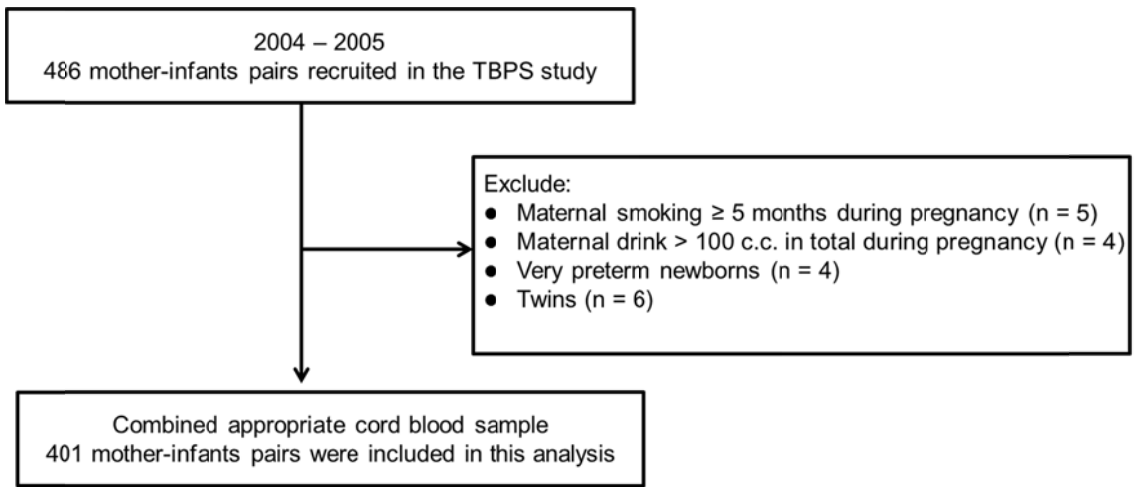 2004 – 2005
486 mother-infants pairs recruited in the TBPS study
Exclude:
● Maternal smoking ≥ 5 months during pregnancy (n = 5)
● Maternal drink > 100 c.c. in total during pregnancy (n = 4)
● Very preterm newborns (n = 4)
● Twins (n = 6)
Combined appropriate cord blood sample
401 mother-infants pairs were included in this analysis